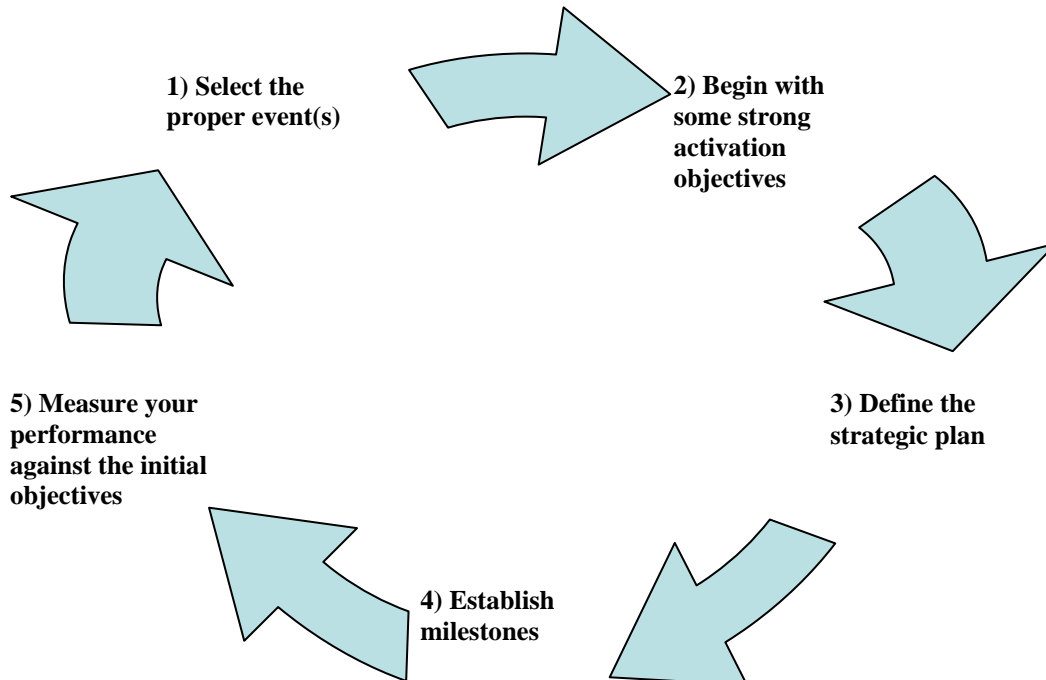 1) Select the
proper event(s)
2) Begin with
some strong
activation
objectives
3) Define the
strategic plan
4) Establish
milestones
5) Measure your
performance
against the initial
objectives